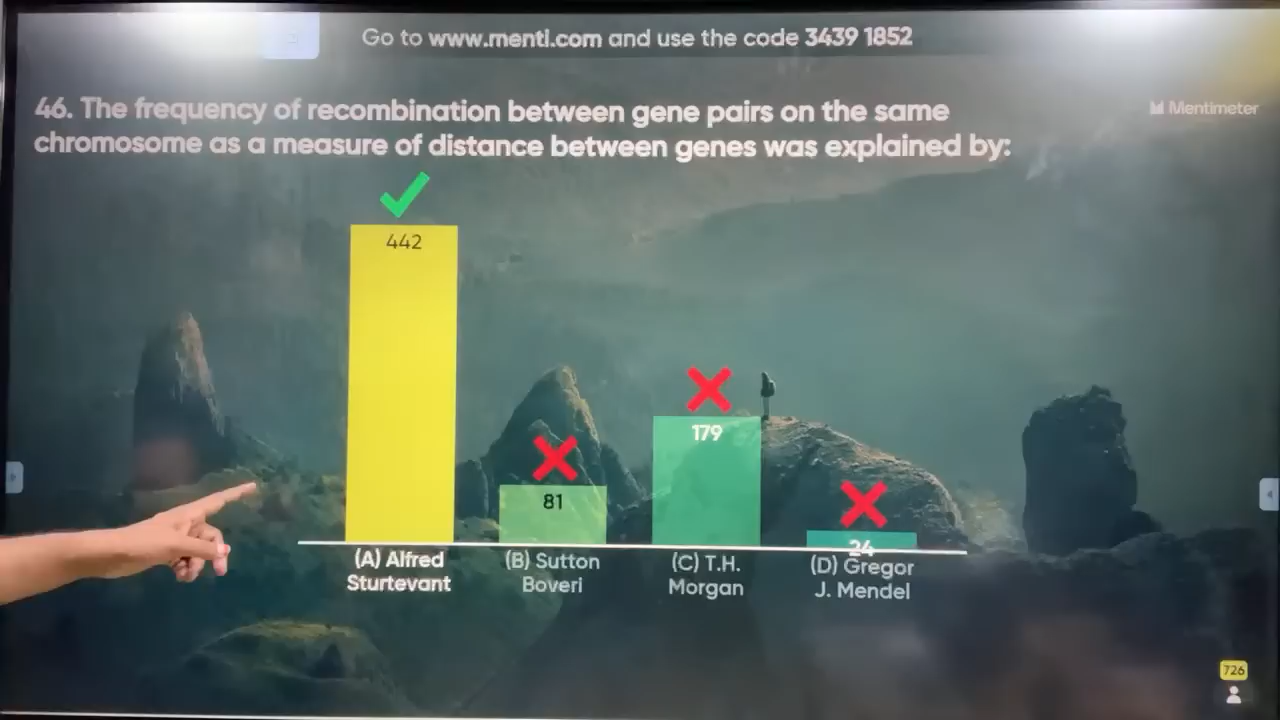 Go to www.menti.com and use the code 3439 1852
46. The frequency of recombination between gene pairs on the same
chromosome as a measure of distance between genes was explained by:
Mentimeter
442
81
179
24
(A) Alfred
Sturtevant
(B) Sutton
Boveri
(C) T.H.
Morgan
(D) Gregor
J. Mendel
726